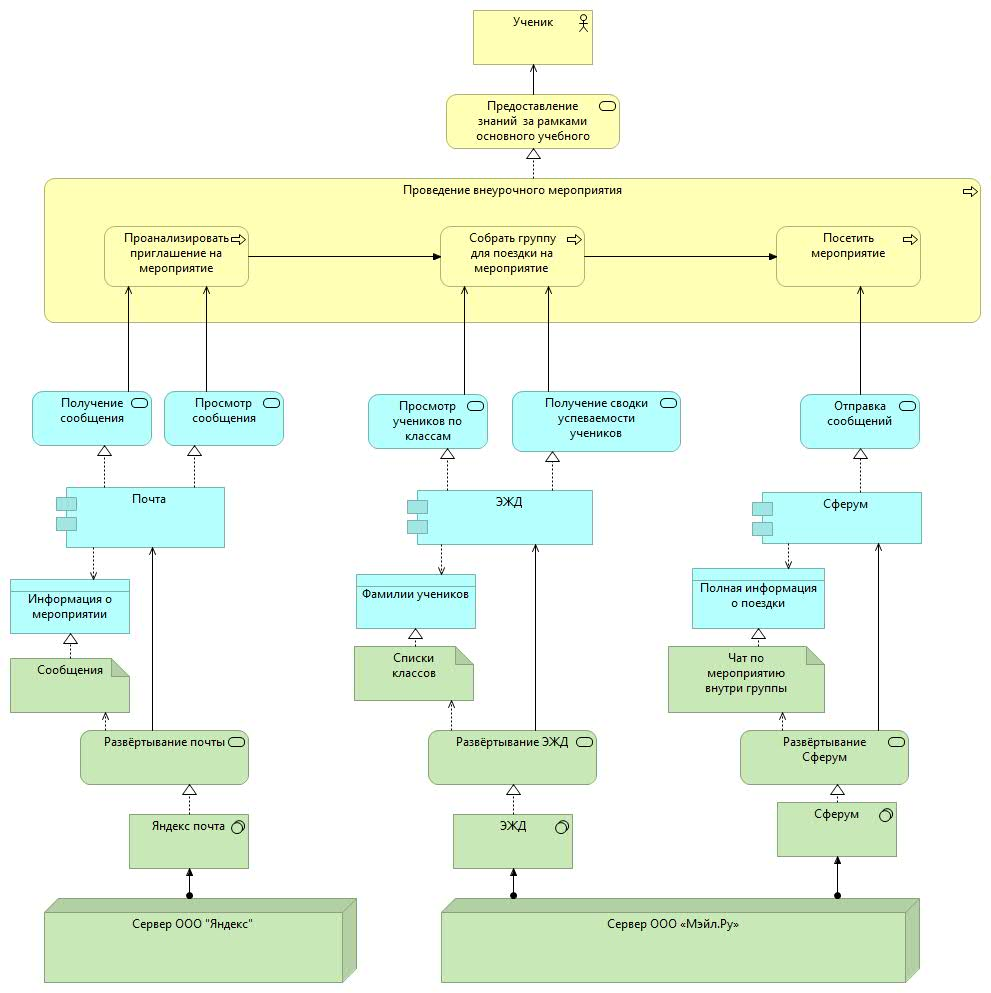 Ученик
Предоставление
знаний за рамками
основного учебного
Проведение внеурочного мероприятия
Проанализировать
приглашение на
мероприятие
Собрать группу
для поездки на
мероприятие
Посетить
мероприятие
Получение
сообщения
Просмотр
сообщения
Просмотр
учеников по
классам
Получение сводки
успеваемости
учеников
Отправка
сообщений
Почта
ЭЖД
Сферум
Информация о
мероприятии
Фамилии учеников
Полная информация
о поездки
Сообщения
Списки
классов
Чат по
мероприятию
внутри группы
Развёртывание почты
Развёртывание ЭЖД
Развёртывание
Сферум
Яндекс почта
ЭЖД
Сферум
Сервер ООО "Яндекс"
Сервер ООО «Мэйл.Ру»